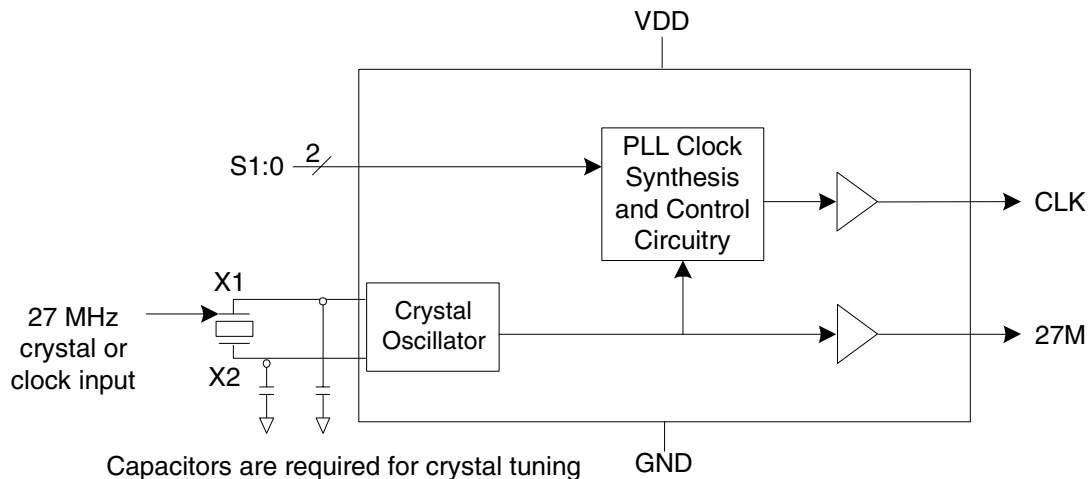 VDD
S1:0
2
PLL Clock
Synthesis
and Control
Circuitry
CLK
X1
27 MHz
crystal or
clock input
X2
Crystal
Oscillator
27M
Capacitors are required for crystal tuning
GND